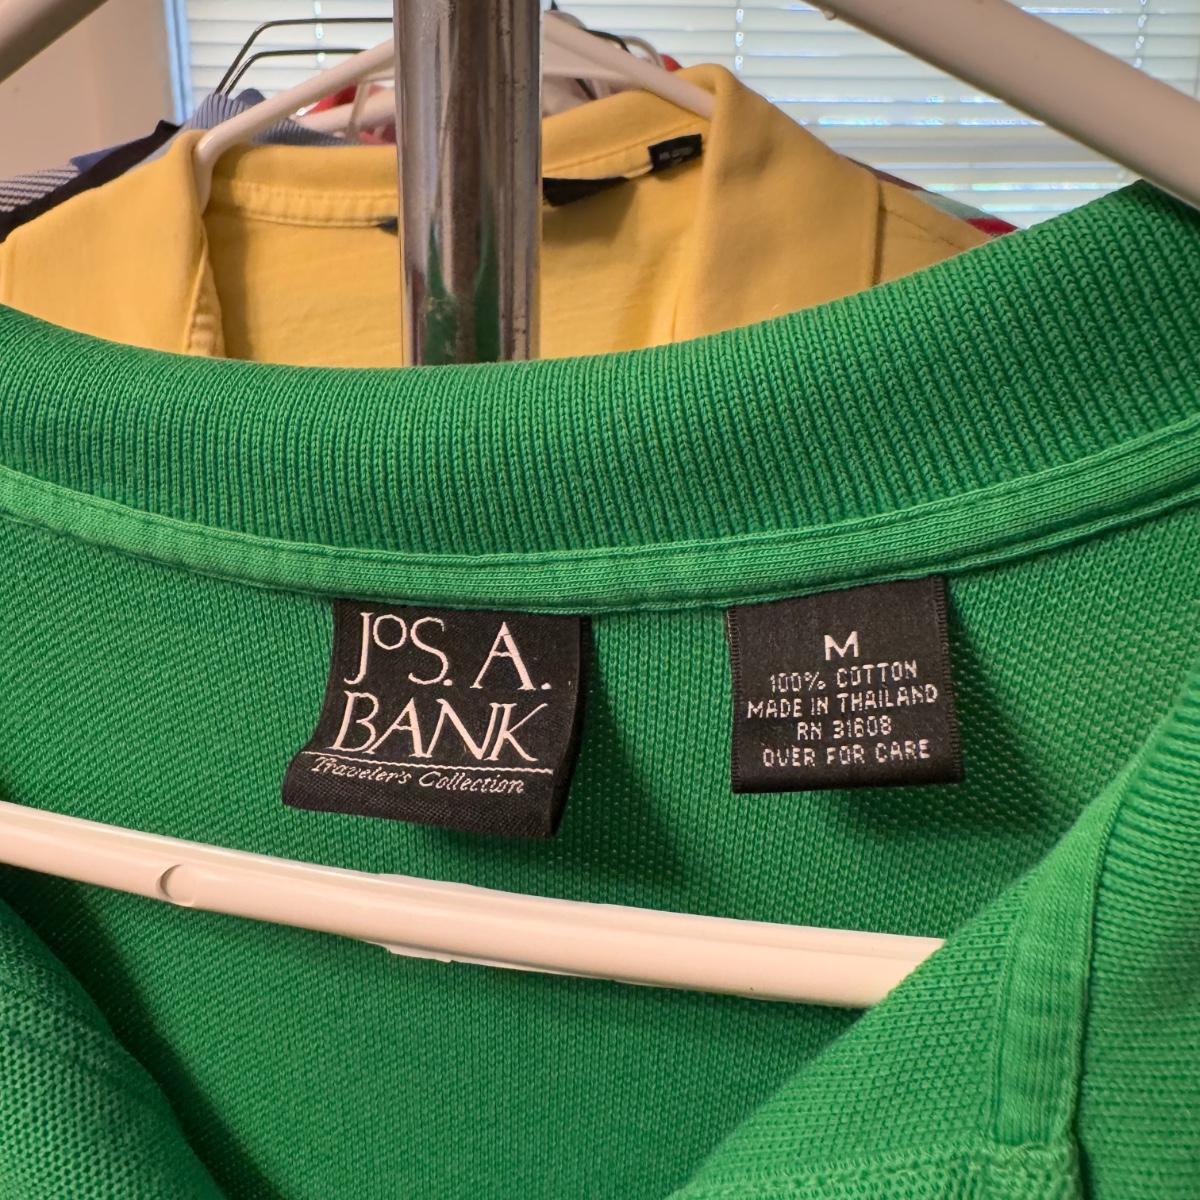 JoS. A.
BANK
Traveler's Collection
M
100% COTTON
MADE IN THAILAND
RN 31608
OVER FOR CARE